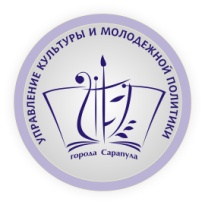 УПРАВЛЕНИЕ КУЛЬТУРЫ И МОЛОДЕЖНОЙ ПОЛИТИКИ
города Сарапула